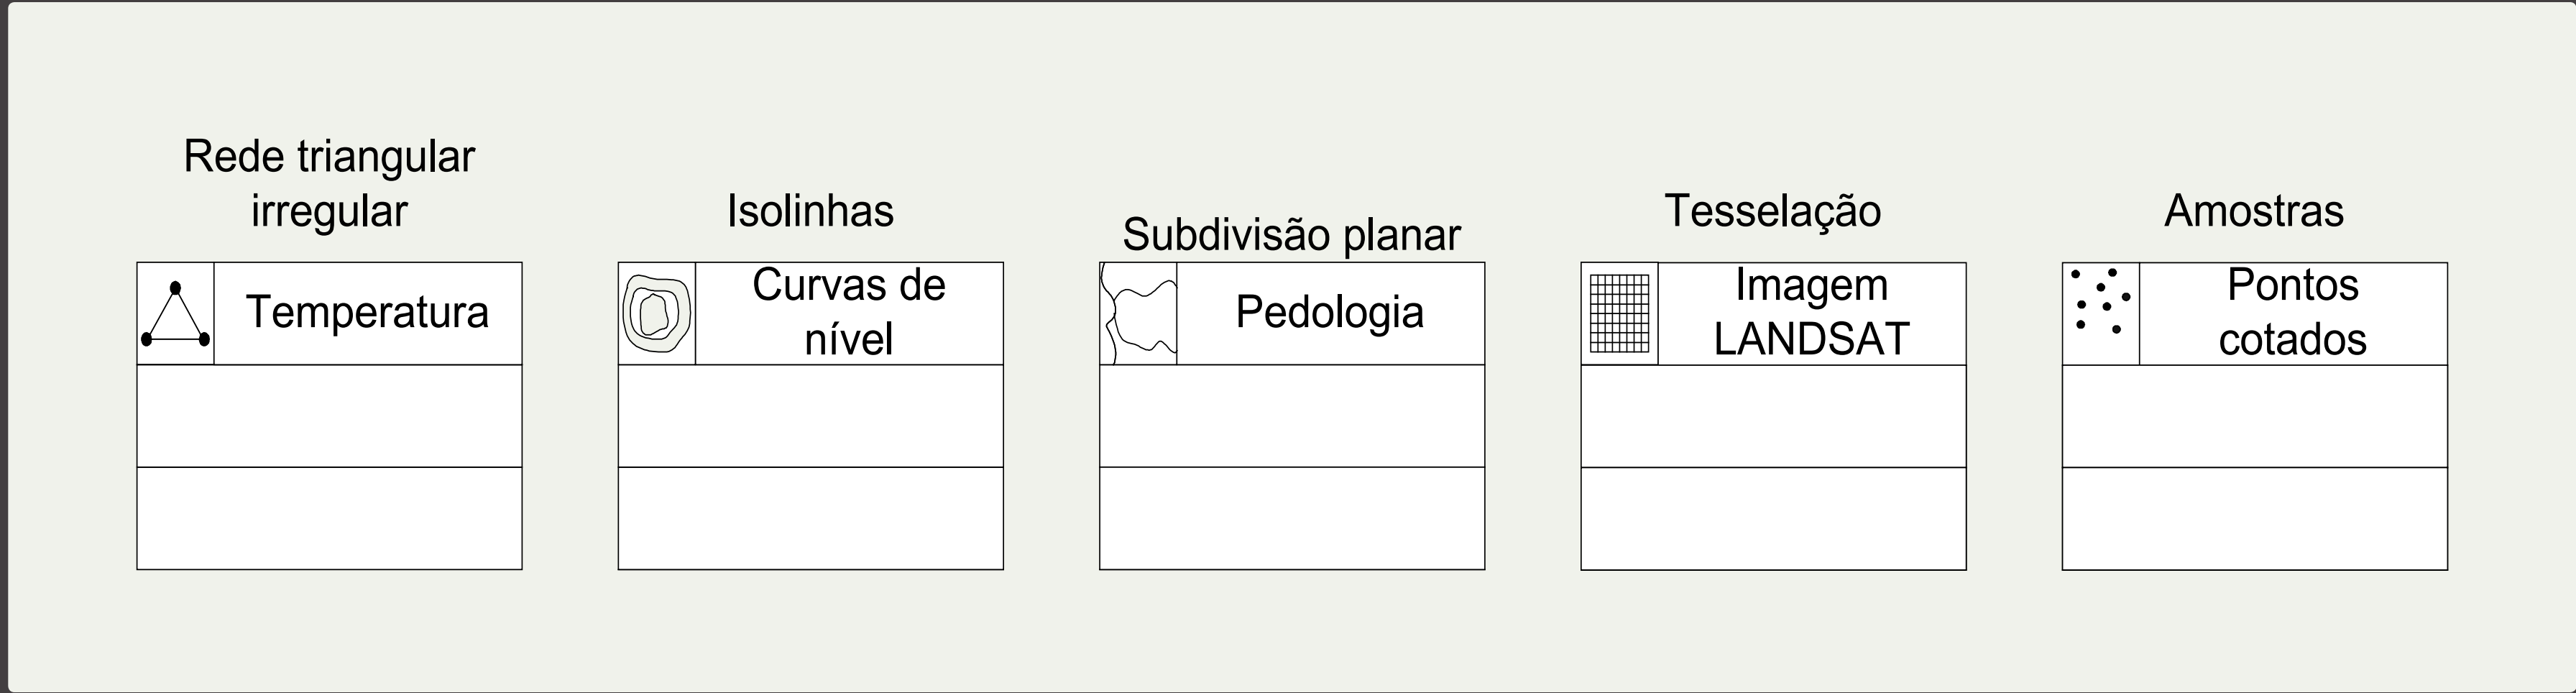 Rede triangular
irregular
Isolinhas
Subdivisão planar
Tesselação
Amostras
Temperatura
Curvas de
nível
Pedologia
Imagem
LANDSAT
Pontos
cotados